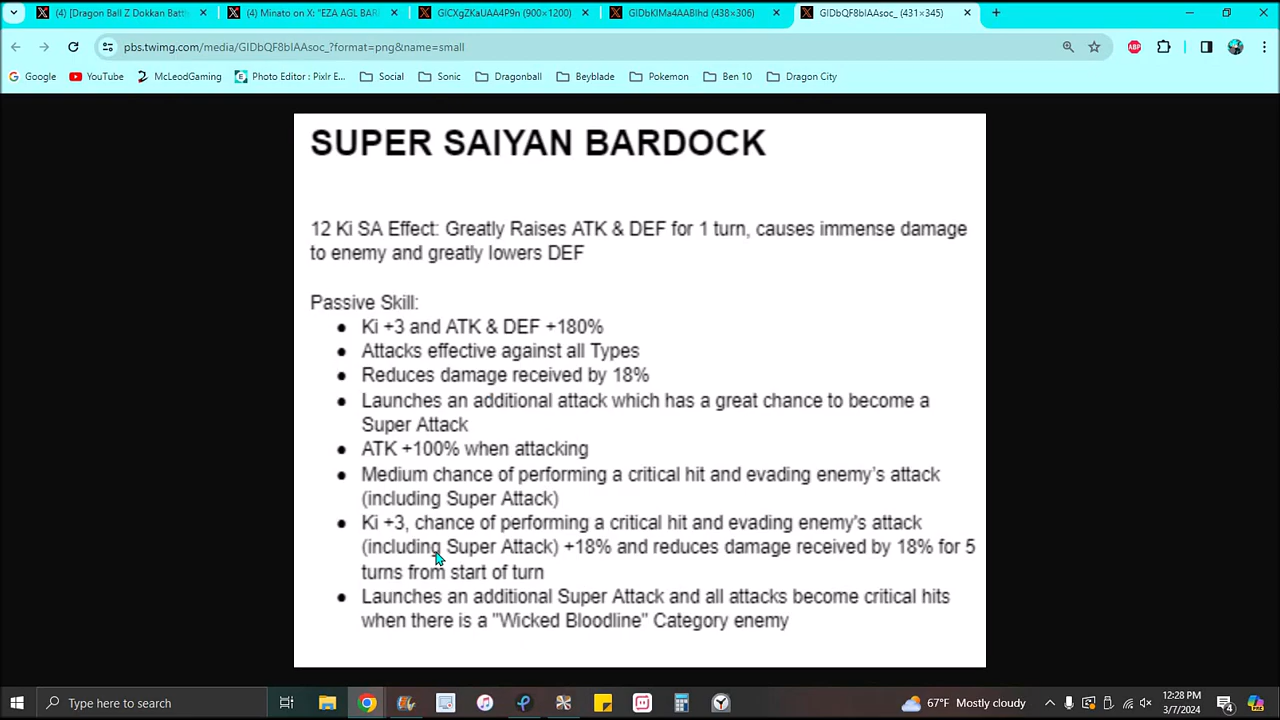 (4) [Dragon Ball Z Dokkan Battl
(4) Minato on X: "EZA AGL BAR
GICXgZKaUAA4P9n (900×1200)
GIDbKIMa4AABlhd (438×306)
GIDbQF8bIAAsoc_ (431×345)
pbs.twimg.com/media/GIDbQF8bIAAsoc_?format=png&name=small
ABP
Google
YouTube
McLeodGaming
Photo Editor : Pixlr E...
Social
Sonic
Dragonball
Beyblade
Pokemon
Ben 10
Dragon City
SUPER SAIYAN BARDOCK
12 Ki SA Effect: Greatly Raises ATK & DEF for 1 turn, causes immense damage
to enemy and greatly lowers DEF
Passive Skill:
● Ki +3 and ATK & DEF +180%
● Attacks effective against all Types
● Reduces damage received by 18%
● Launches an additional attack which has a great chance to become a
Super Attack
● ATK +100% when attacking
● Medium chance of performing a critical hit and evading enemy's attack
(including Super Attack)
● Ki +3, chance of performing a critical hit and evading enemy's attack
(including Super Attack) +18% and reduces damage received by 18% for 5
turns from start of turn
● Launches an additional Super Attack and all attacks become critical hits
when there is a "Wicked Bloodline" Category enemy
Type here to search
67°F Mostly cloudy
12:28 PM
3/7/2024
4